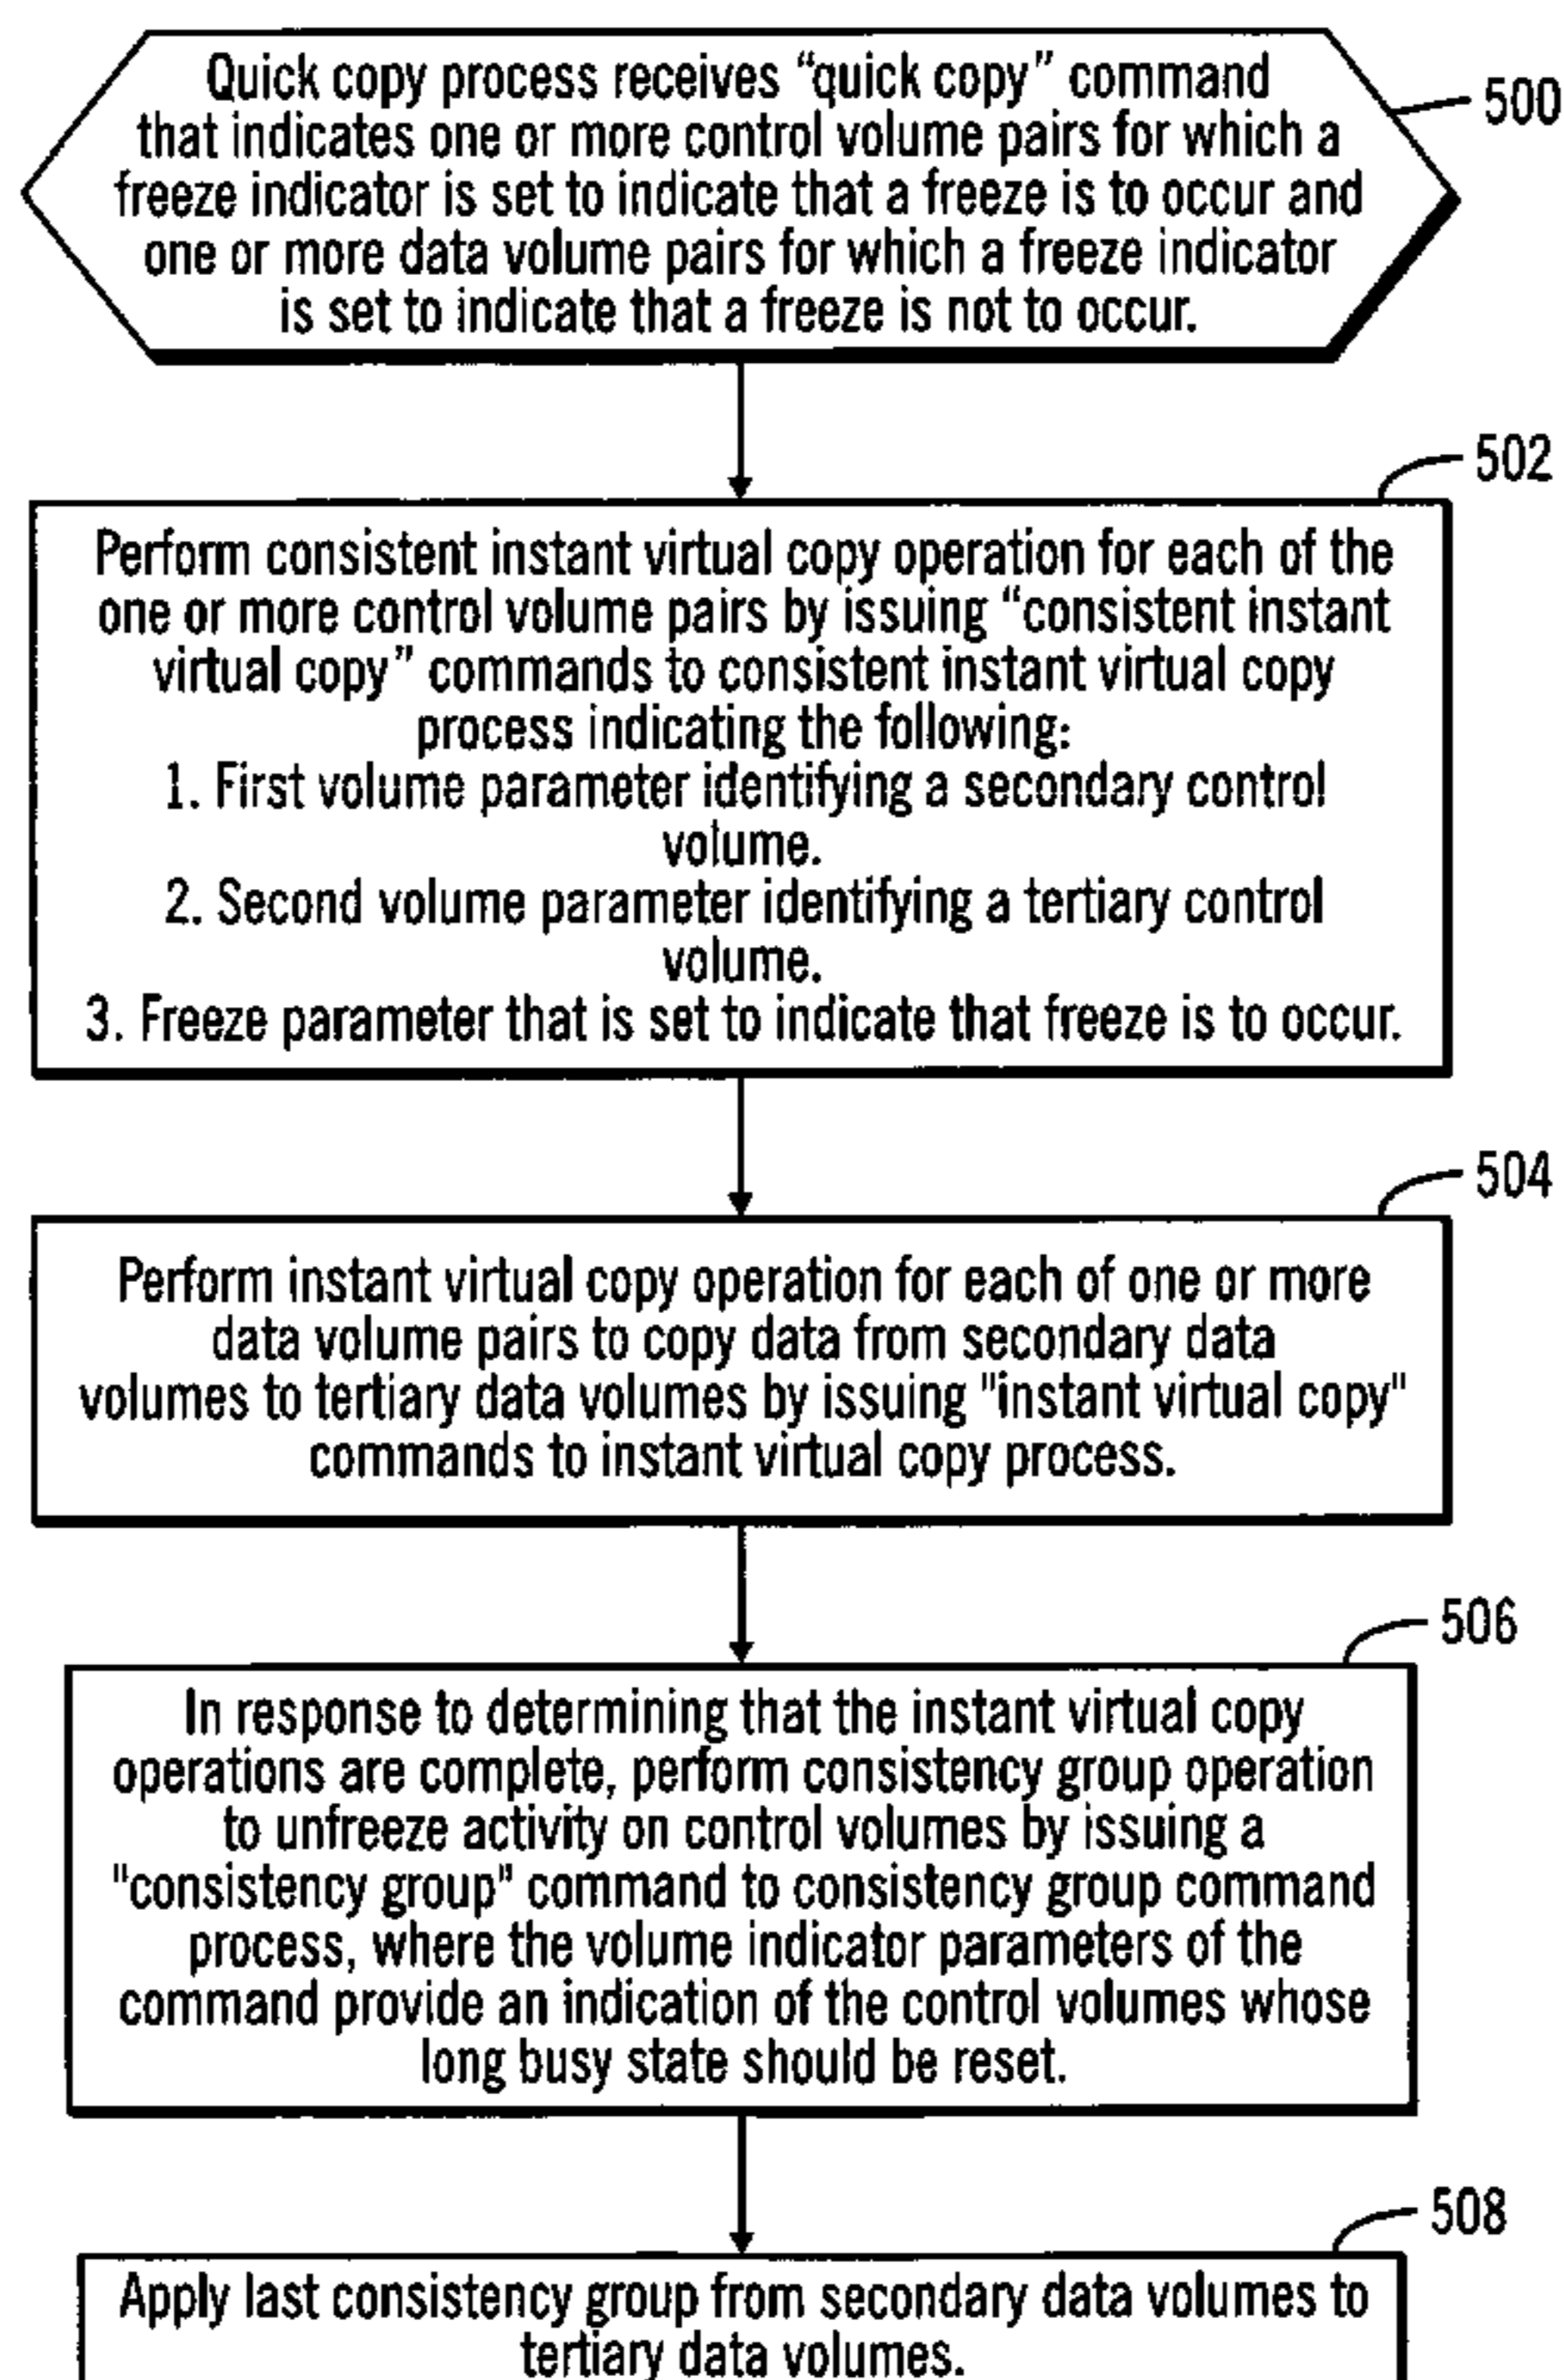 Quick copy process receives “quick copy” command
that indicates one or more control volume pairs for which a
freeze indicator is set to indicate that a freeze is to occur and
one or more data volume pairs for which a freeze indicator
is set to indicate that a freeze is not to occur.
500
502
Perform consistent instant virtual copy operation for each of the
one or more control volume pairs by issuing “consistent instant
virtual copy” commands to consistent instant virtual copy
process indicating the following:
1. First volume parameter identifying a secondary control
volume.
2. Second volume parameter identifying a tertiary control
volume.
3. Freeze parameter that is set to indicate that freeze is to occur.
504
Perform instant virtual copy operation for each of one or more
data volume pairs to copy data from secondary data
volumes to tertiary data volumes by issuing "instant virtual copy"
commands to instant virtual copy process.
506
In response to determining that the instant virtual copy
operations are complete, perform consistency group operation
to unfreeze activity on control volumes by issuing a
"consistency group" command to consistency group command
process, where the volume indicator parameters of the
command provide an indication of the control volumes whose
long busy state should be reset.
508
Apply last consistency group from secondary data volumes to
tertiary data volumes.